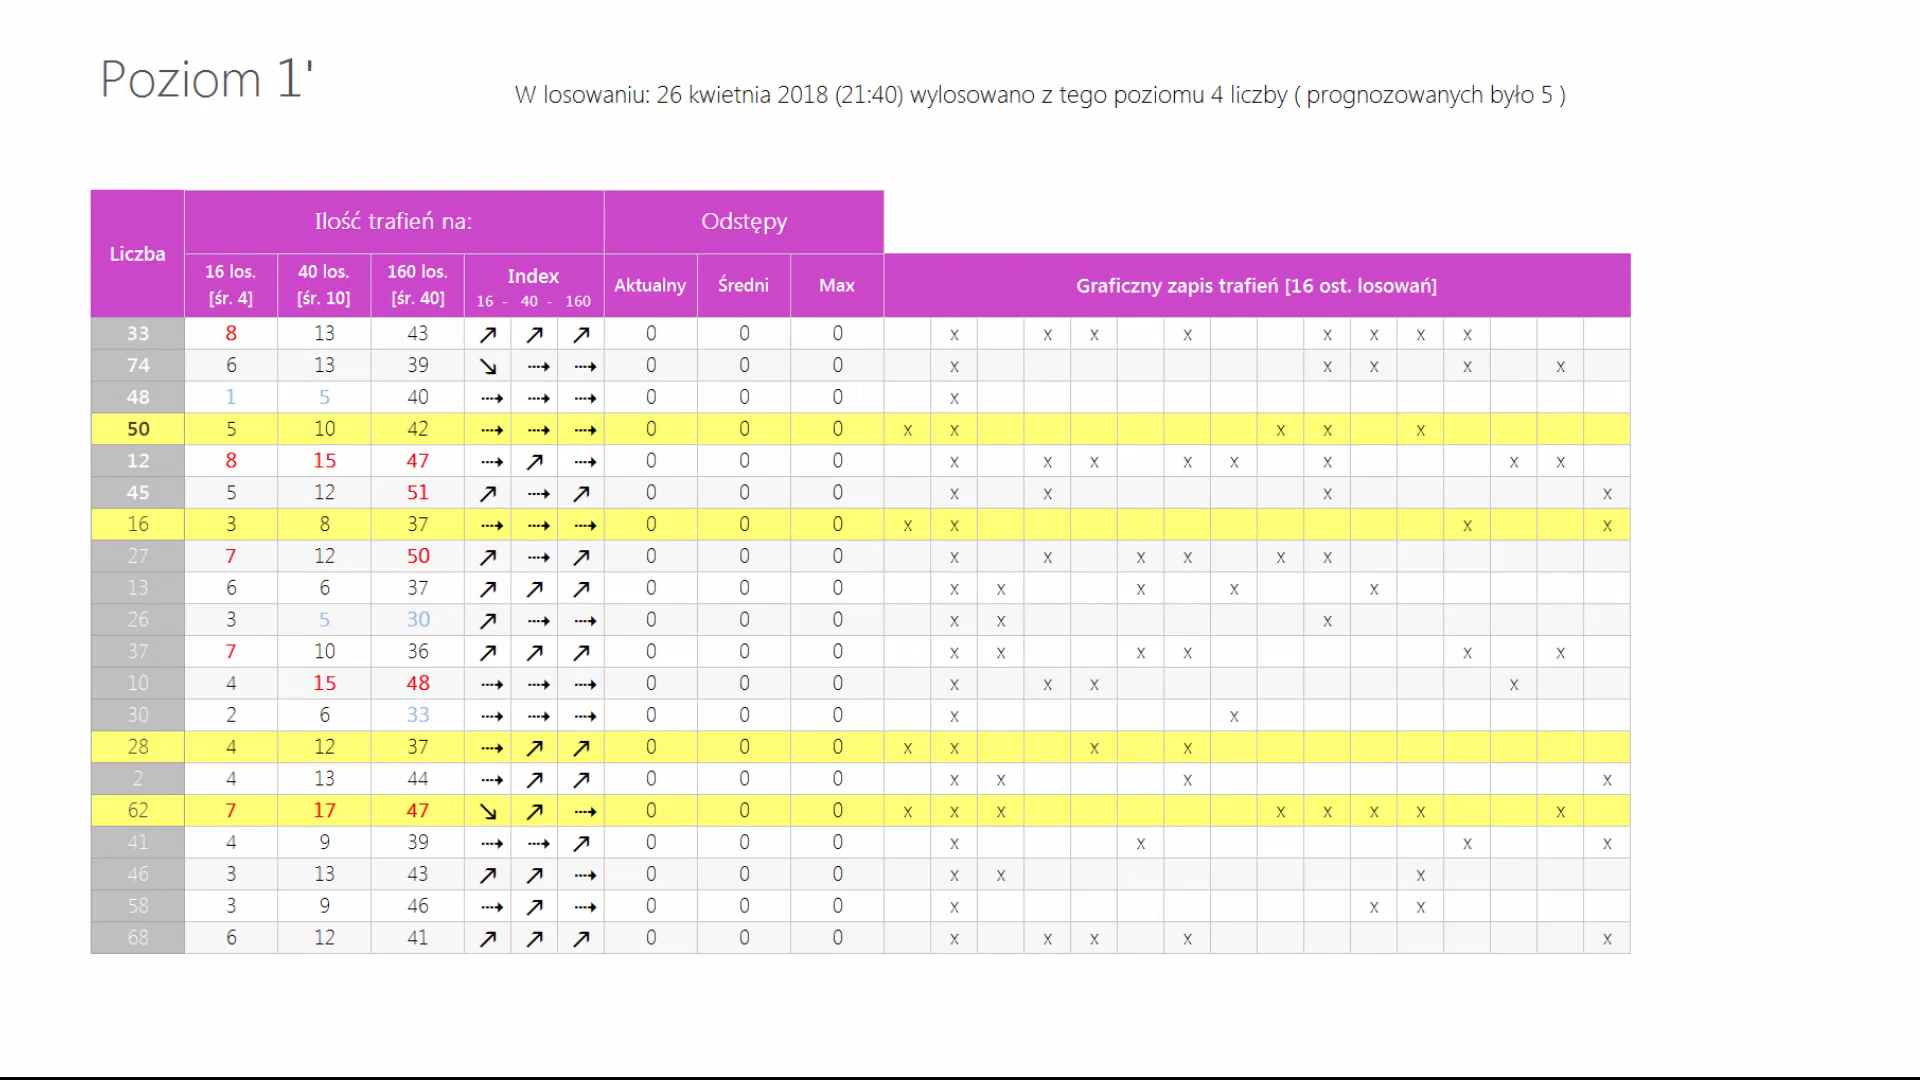 Poziom 1'
W losowaniu: 26 kwietnia 2018 (21:40) wylosowano z tego poziomu 4 liczby ( prognozowanych było 5 )
Liczba Ilość trafień na: Odstępy
16 los. 40 los. 160 los. Index Aktualny Średni Max Graficzny zapis trafień [16 ost. losowań]
[śr. 4] [śr. 10] [śr. 40] 16 - 40 - 160
33 8 13 43 0 0 0 x x x x x x x x
74 6 13 39 0 0 0 x x x x x
48 1 5 40 0 0 0 x
50 5 10 42 0 0 0 x x x x x
12 8 15 47 0 0 0 x x x x x x x x
45 5 12 51 0 0 0 x x x x
16 3 8 37 0 0 0 x x x x
27 7 12 50 0 0 0 x x x x x x
13 6 6 37 0 0 0 x x x x x
26 3 5 30 0 0 0 x x x
37 7 10 36 0 0 0 x x x x x x
10 4 15 48 0 0 0 x x x x
30 2 6 33 0 0 0 x x
28 4 12 37 0 0 0 x x x x
2 4 13 44 0 0 0 x x x x
62 7 17 47 0 0 0 x x x x x x x x
41 4 9 39 0 0 0 x x x x
46 3 13 43 0 0 0 x x x
58 3 9 46 0 0 0 x x x
68 6 12 41 0 0 0 x x x x x